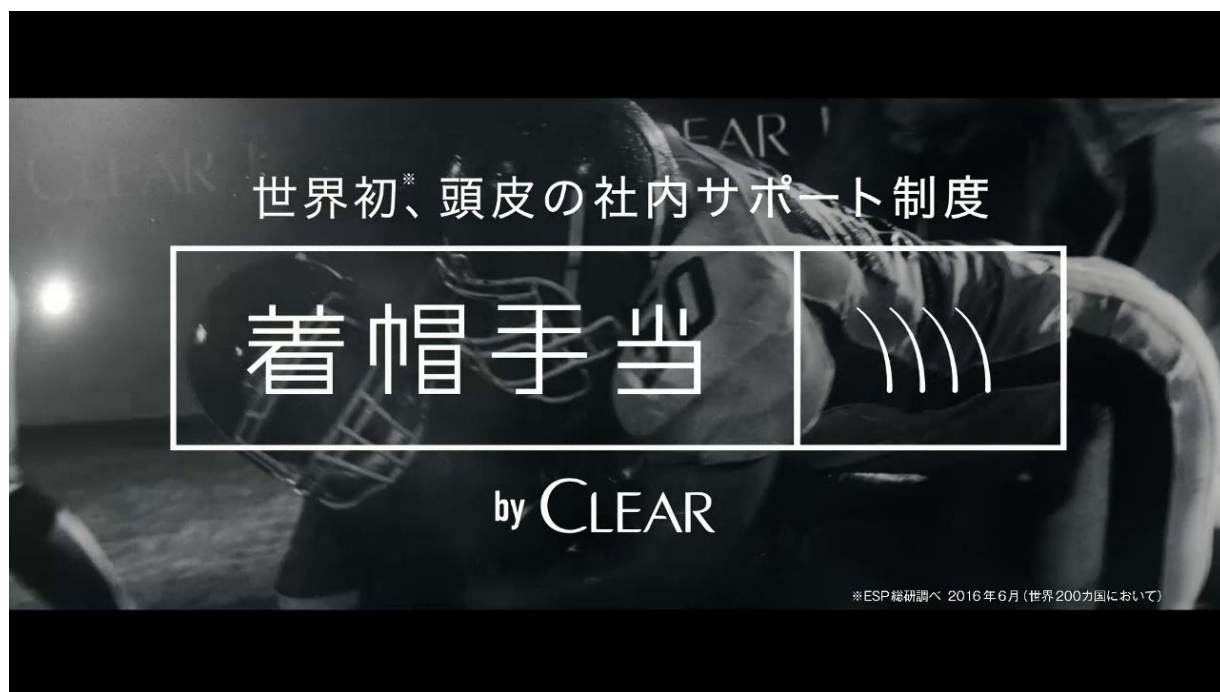 CLEAR
EAR
世界初※、頭皮の社内サポート制度
着帽手当
by CLEAR
※ESP総研調べ 2016年6月(世界200カ国において)